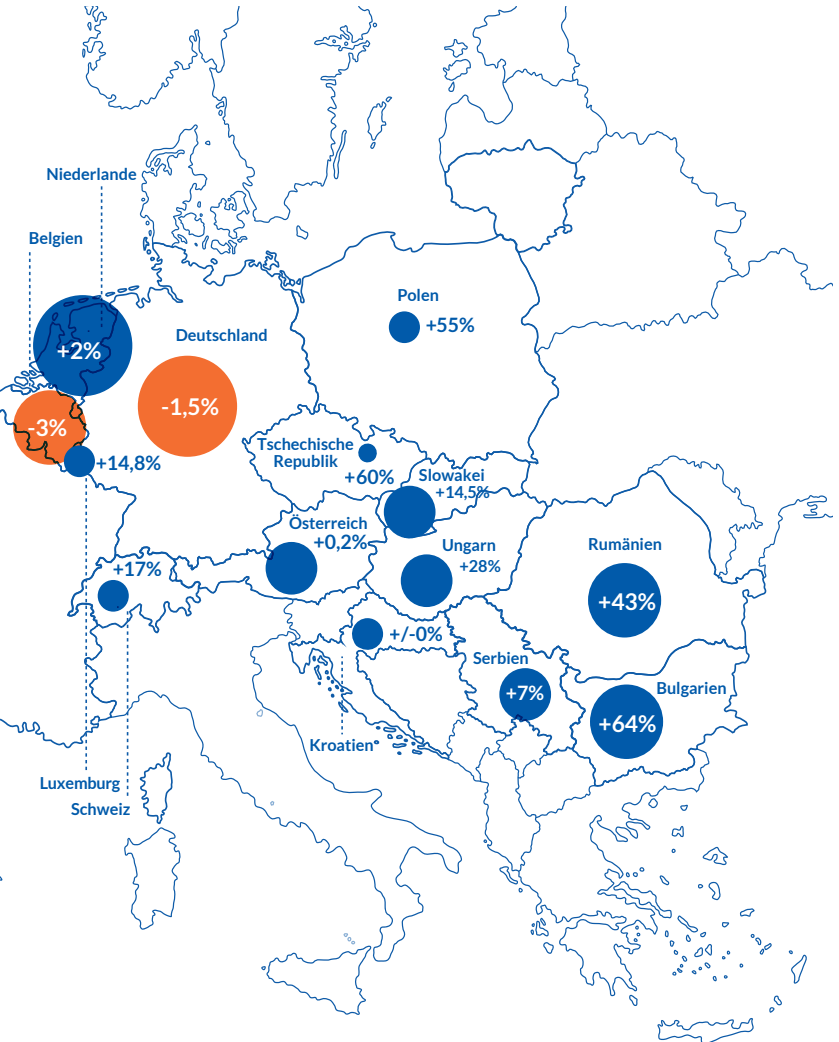 Niederlande
Belgien
+2%
Deutschland
-1,5%
-3%
+14,8%
Polen
+55%
Tschechische
Republik
+60%
Slowakei
+14,5%
Österreich
+0,2%
Ungarn
+28%
Rumänien
+43%
+17%
+/-0%
Serbien
+7%
Bulgarien
+64%
Kroatien
Luxemburg
Schweiz